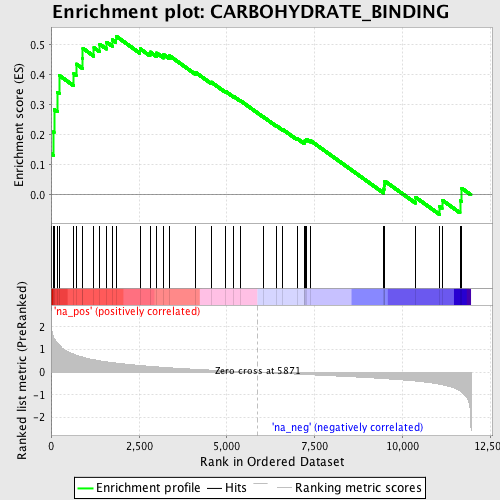 Enrichment plot: CARBOHYDRATE_BINDING
Enrichment score (ES)
0.5
0.4
0.3
0.2
0.1
0.0
'na_pos' (positively correlated)
Ranked list metric (PreRanked)
2
1
0
-1
-2
Zero cross at 5871
'na_neg' (negatively correlated)
0 2,500 5,000 7,500 10,000 12,50
Rank in Ordered Dataset
Enrichment profile Hits Ranking metric scores